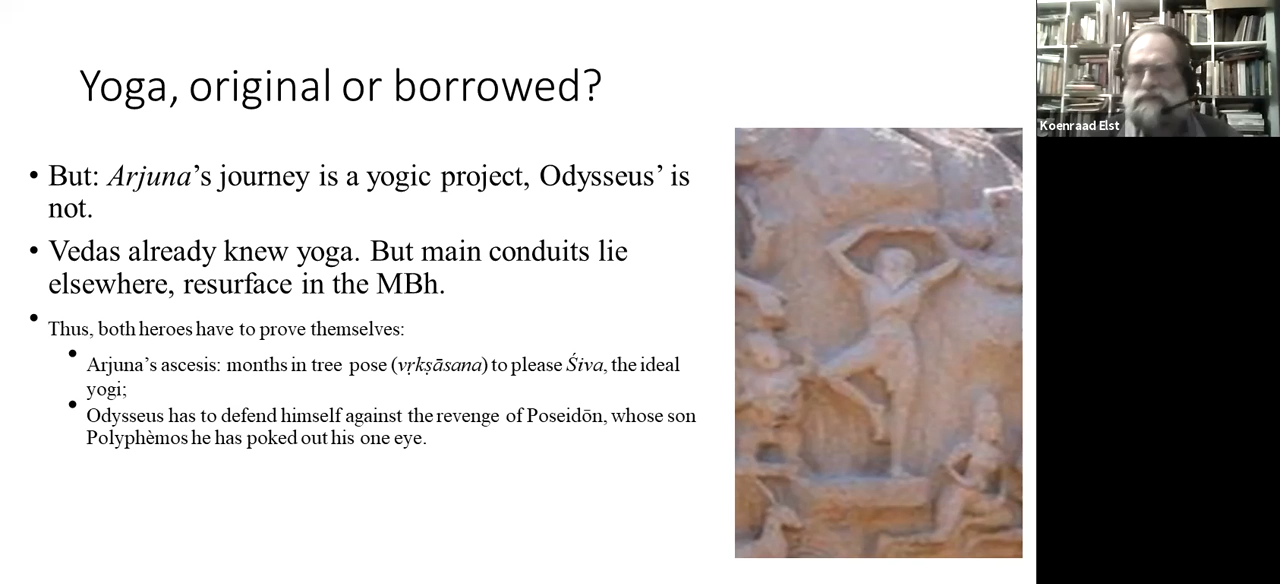 Yoga, original or borrowed?
• But: Arjuna’s journey is a yogic project, Odysseus’ is
not.
• Vedas already knew yoga. But main conduits lie
elsewhere, resurface in the MBh.
• Thus, both heroes have to prove themselves:
• Arjuna’s ascesis: months in tree pose (vṛkṣāsana) to please Śiva, the ideal
yogi;
• Odysseus has to defend himself against the revenge of Poseidōn, whose son
Polyphèmos he has poked out his one eye.
Koenraad Elst